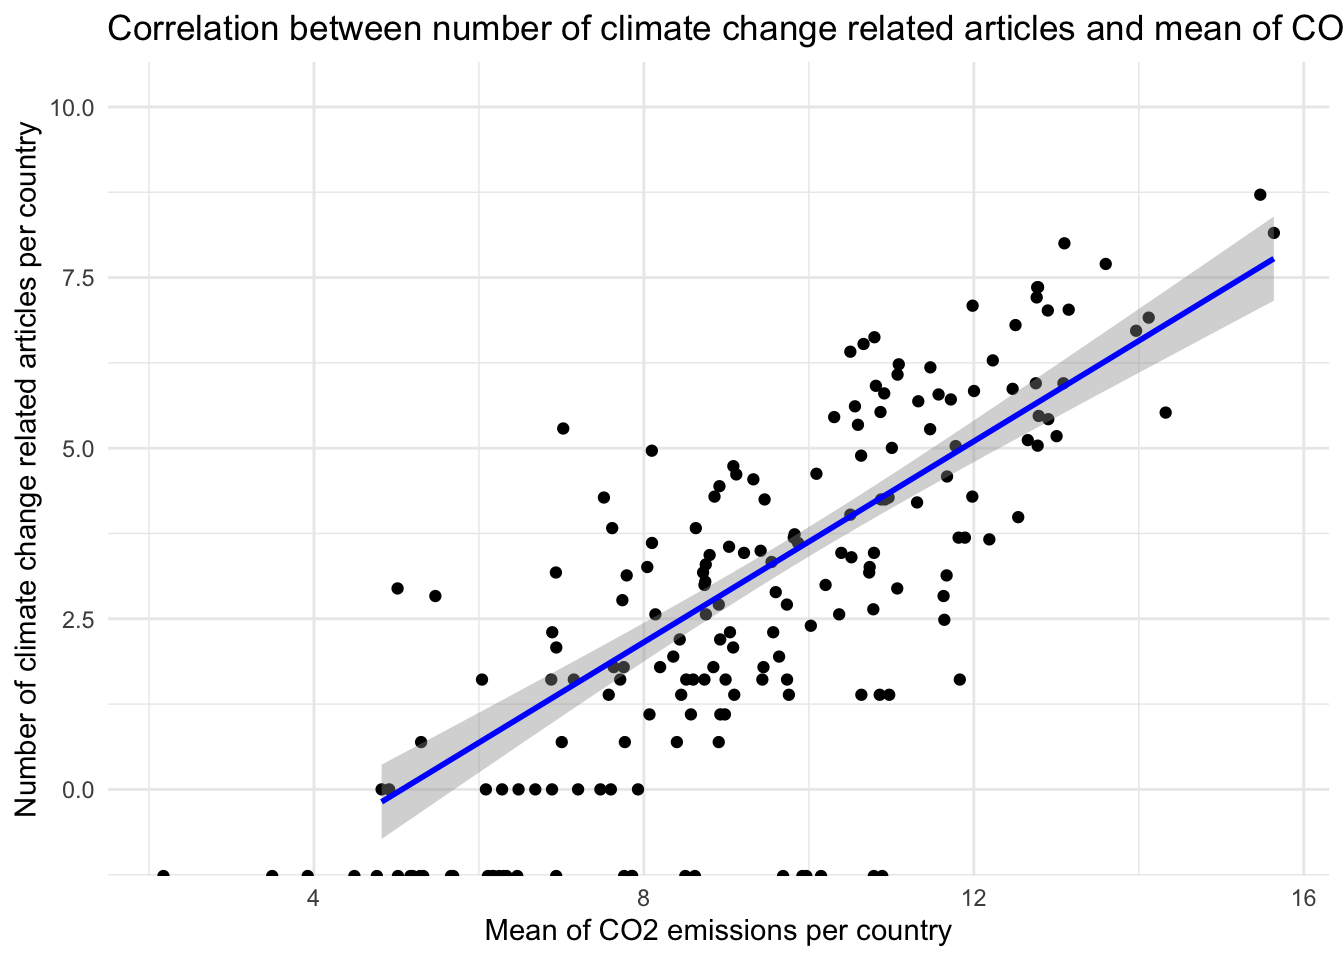 Correlation between number of climate change related articles and mean of CO
10.0
7.5
5.0
2.5
0.0
Number of climate change related articles per country
4 8 12 16
Mean of CO2 emissions per country